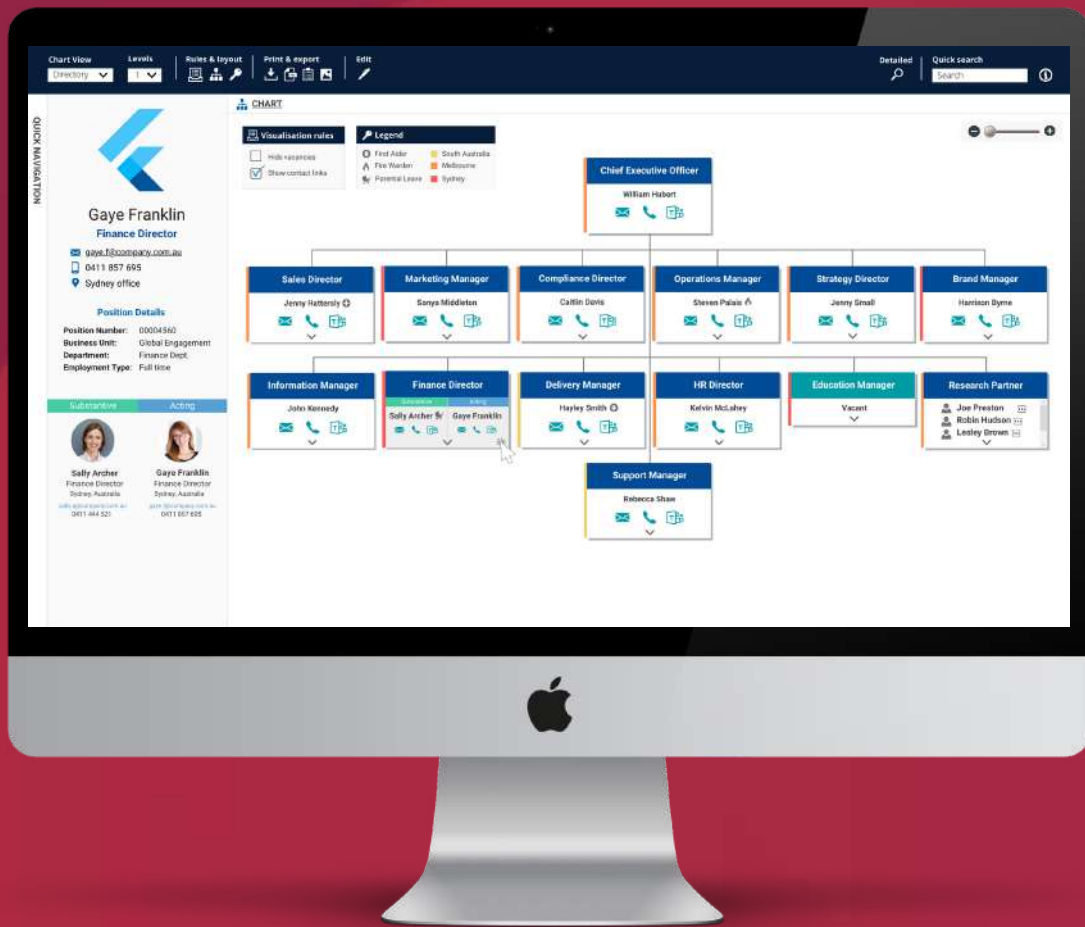 Chart View
Levels
Rules & layout
Print & export
Edit
Detailed
Quick search
Directory
1
Search
QUICK NAVIGATION
CHART
Visualisation rules
Hide vacancies
Show contact links
Legend
First Aider
South Australia
Fire Warden
Melbourne
Parental Leave
Sydney
Gaye Franklin
Finance Director
gaye.f@company.com.au
0411 857 695
Sydney office
Position Details
Position Number: 00004560
Business Unit: Global Engagement
Department: Finance Dept.
Employment Type: Full time
Substantive
Acting
Sally Archer
Finance Director
Sydney, Australia
0411 444 521
Gaye Franklin
Finance Director
Sydney, Australia
0411 857 695
Chief Executive Officer
William Habort
Sales Director
Jenny Hattersly
Marketing Manager
Sonya Middleton
Compliance Director
Caitlin Davis
Operations Manager
Steven Palais
Strategy Director
Jenny Small
Brand Manager
Harrison Byrne
Information Manager
John Kennedy
Finance Director
Substantive
Acting
Sally Archer
Gaye Franklin
Delivery Manager
Hayley Smith
HR Director
Kelvin McLahey
Education Manager
Vacant
Research Partner
Joe Preston
Robin Hudson
Lesley Brown
Support Manager
Rebecca Shaw